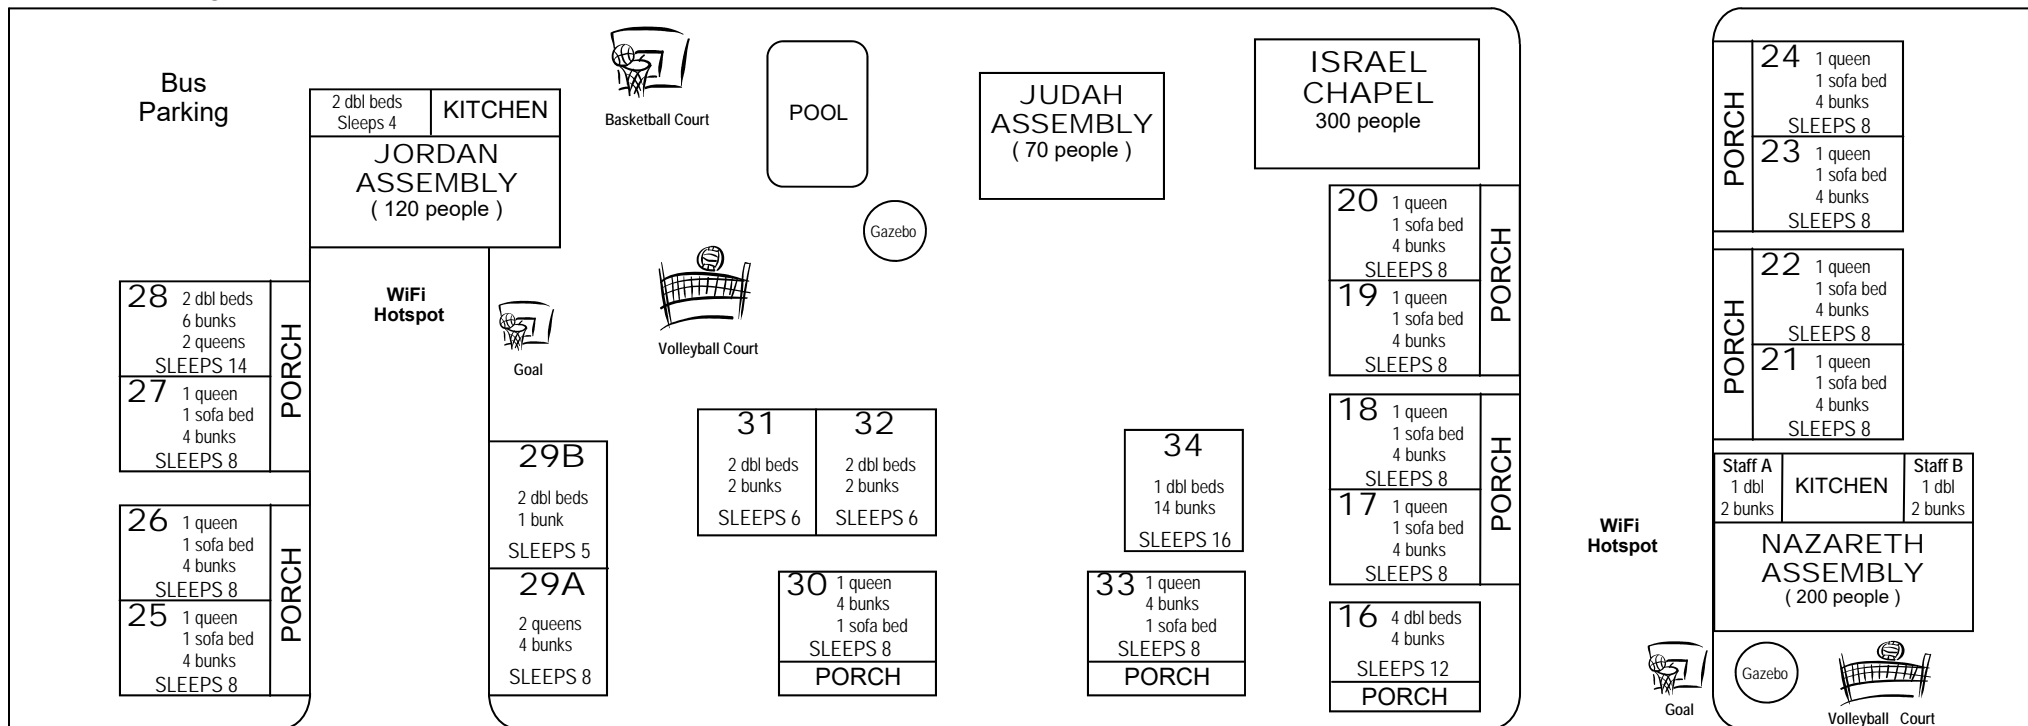 Bus
Parking
2 dbl beds
Sleeps 4
KITCHEN
JORDAN
ASSEMBLY
( 120 people )
Basketball Court
POOL
Gazebo
JUDAH
ASSEMBLY
( 70 people )
ISRAEL
CHAPEL
300 people
WiFi
Hotspot
Goal
Volleyball Court
28
2 dbl beds
6 bunks
2 queens
SLEEPS 14
27
1 queen
1 sofa bed
4 bunks
SLEEPS 8
PORCH
26
1 queen
1 sofa bed
4 bunks
SLEEPS 8
25
1 queen
1 sofa bed
4 bunks
SLEEPS 8
PORCH
29B
2 dbl beds
1 bunk
SLEEPS 5
29A
2 queens
4 bunks
SLEEPS 8
31
2 dbl beds
2 bunks
SLEEPS 6
32
2 dbl beds
2 bunks
SLEEPS 6
30
1 queen
4 bunks
1 sofa bed
SLEEPS 8
PORCH
34
1 dbl beds
14 bunks
SLEEPS 16
33
1 queen
4 bunks
1 sofa bed
SLEEPS 8
PORCH
20
1 queen
1 sofa bed
4 bunks
SLEEPS 8
19
1 queen
1 sofa bed
4 bunks
SLEEPS 8
PORCH
18
1 queen
1 sofa bed
4 bunks
SLEEPS 8
17
1 queen
1 sofa bed
4 bunks
SLEEPS 8
PORCH
16
4 dbl beds
4 bunks
SLEEPS 12
PORCH
24
1 queen
1 sofa bed
4 bunks
SLEEPS 8
23
1 queen
1 sofa bed
4 bunks
SLEEPS 8
PORCH
22
1 queen
1 sofa bed
4 bunks
SLEEPS 8
21
1 queen
1 sofa bed
4 bunks
SLEEPS 8
PORCH
Staff A
1 dbl
2 bunks
KITCHEN
Staff B
1 dbl
2 bunks
NAZARETH
ASSEMBLY
( 200 people )
WiFi
Hotspot
Goal
Gazebo
Volleyball Court